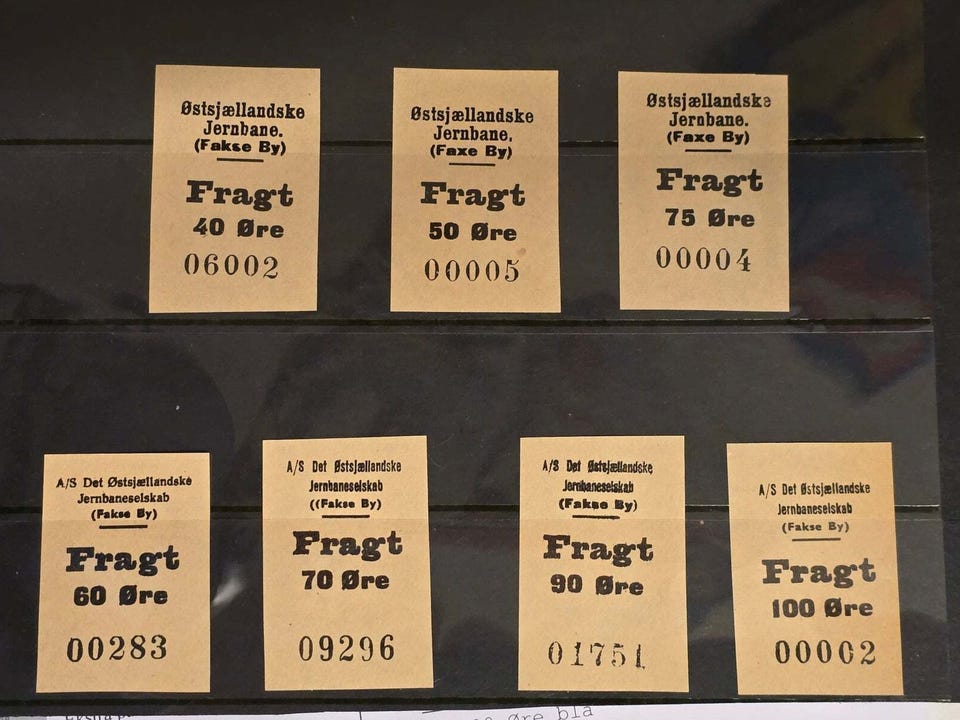 Østsjællandske
Jernbane.
(Fakse By)
Fragt
40 Øre
06002
Østsjællandske
Jernbane.
(Faxe By)
Fragt
50 Øre
00005
Østsjællandske
Jernbane.
(Faxe By)
Fragt
75 Øre
00004
A/S Det Østsjællandske
Jernbaneselskab
(Fakse By)
Fragt
60 Øre
00283
A/S Det Østsjællandske
Jernbaneselskab
((Fakse By)
Fragt
70 Øre
09296
A/S Det Østsjællandske
Jernbaneselskab
(Fakse By)
Fragt
90 Øre
01751
A/S Det Østsjællandske
Jernbaneselskab
(Fakse By)
Fragt
100 Øre
00002
Øre blå